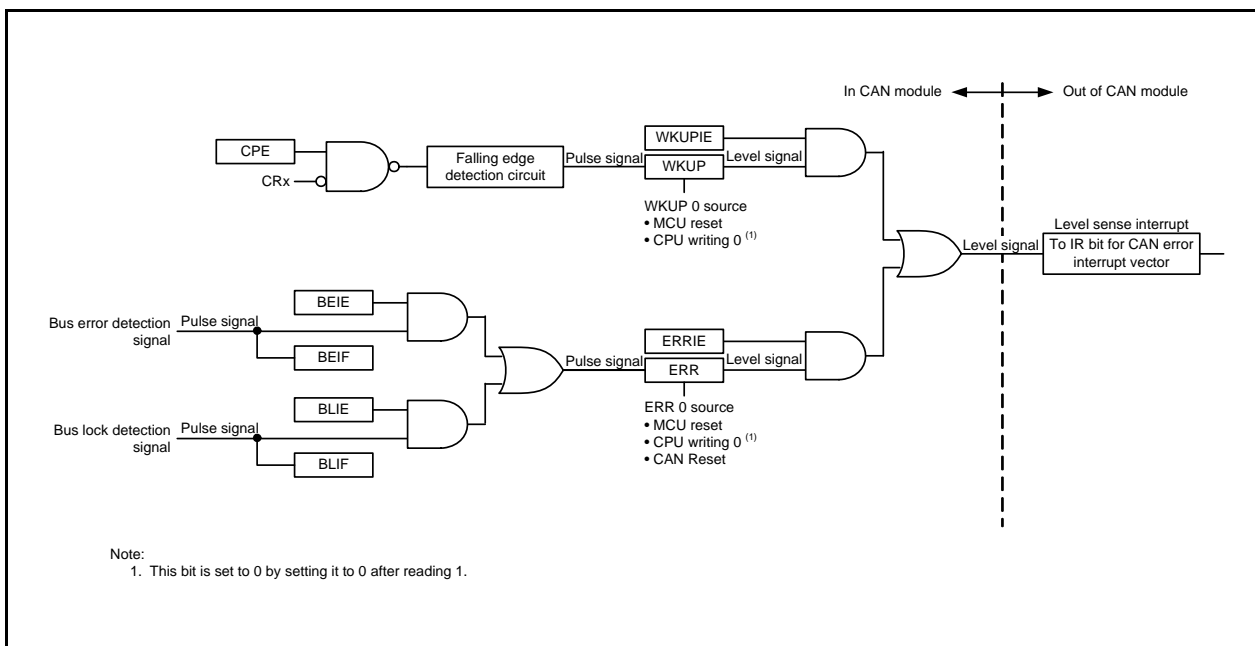 In CAN module
Out of CAN module
CPE
CRx
Falling edge
detection circuit
Pulse signal
WKUPIE
WKUP
Level signal
WKUP 0 source
• MCU reset
• CPU writing 0 (1)
Level signal
Level sense interrupt
To IR bit for CAN error
interrupt vector
Bus error detection
signal
Pulse signal
BEIE
BEIF
Bus lock detection
signal
Pulse signal
BLIE
BLIF
Pulse signal
ERRIE
ERR
Level signal
ERR 0 source
• MCU reset
• CPU writing 0 (1)
• CAN Reset
Note:
1. This bit is set to 0 by setting it to 0 after reading 1.